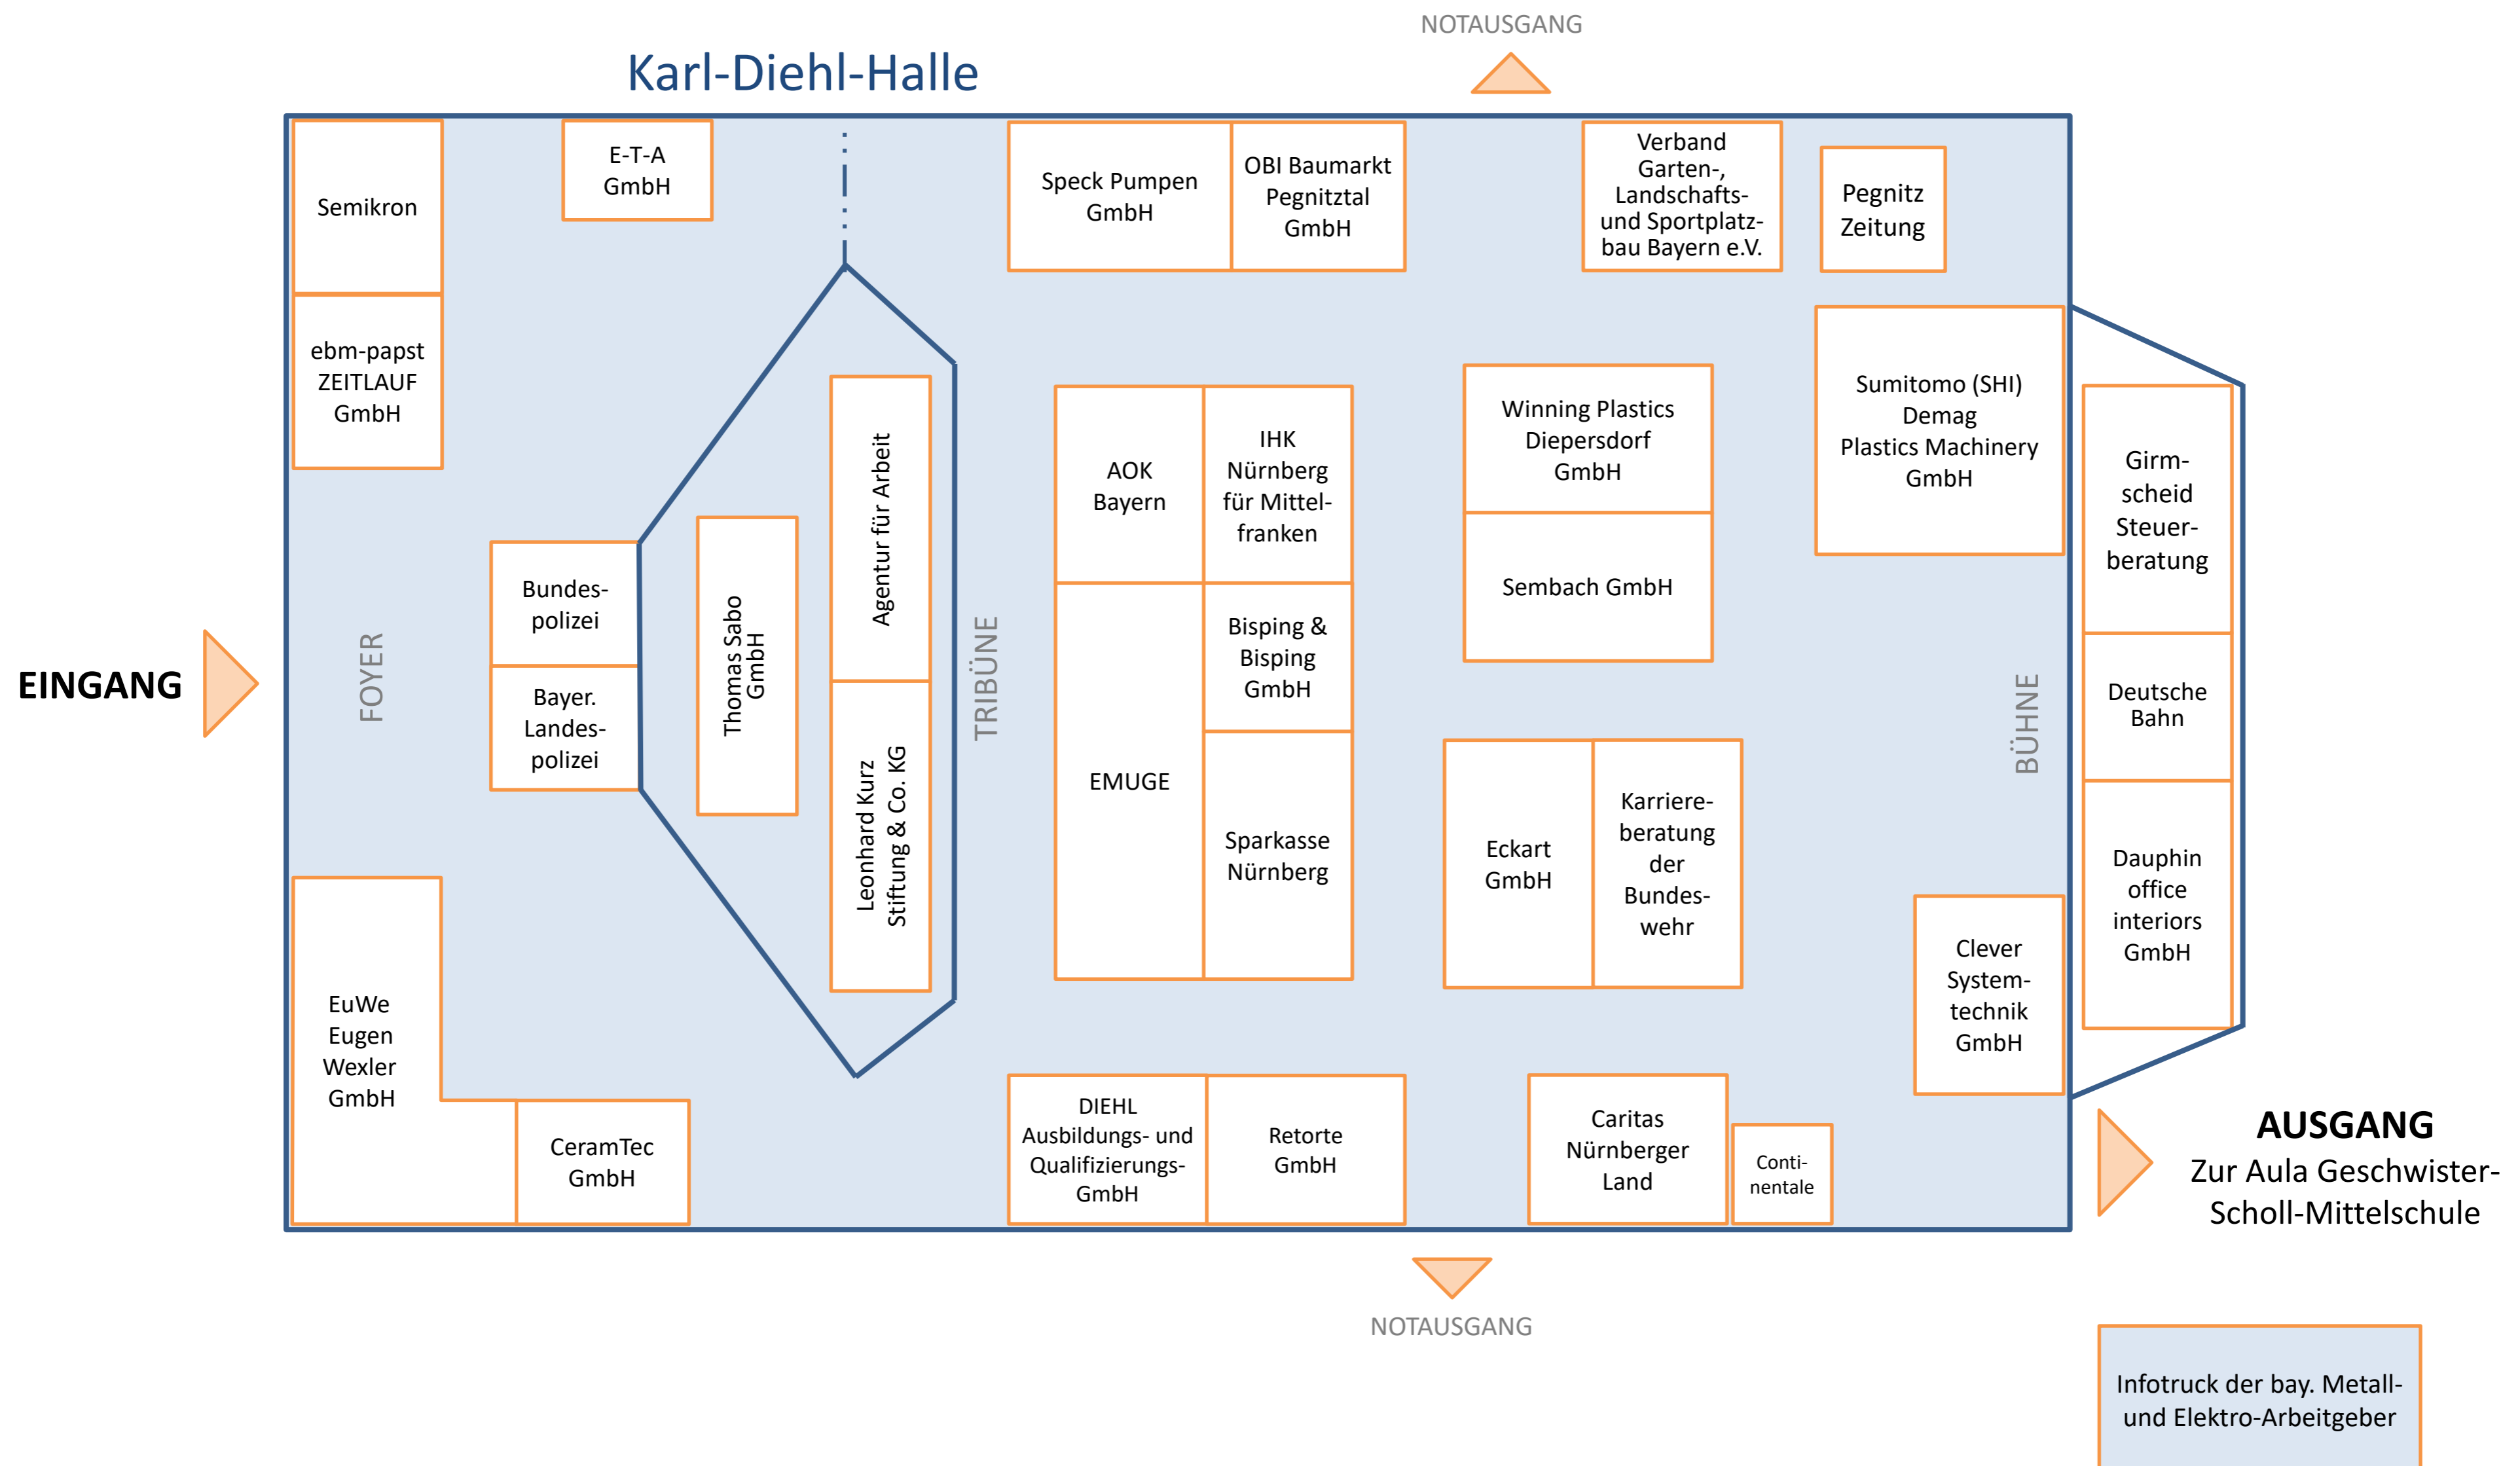 NOTAUSGANG
Karl-Diehl-Halle
Semikron
E-T-A
GmbH
Speck Pumpen
GmbH
OBI Baumarkt
Pegnitztal
GmbH
Verband
Garten-,
Landschafts-
und Sportplatz-
bau Bayern e.V.
Pegnitz
Zeitung
ebm-papst
ZEITLAUF
GmbH
Agentur für Arbeit
AOK
Bayern
IHK
Nürnberg
für Mittel-
franken
Winning Plastics
Diepersdorf
GmbH
Sumitomo (SHI)
Demag
Plastics Machinery
GmbH
Girm-
scheid
Steuer-
beratung
Bundes-
polizei
Thomas Sabo
GmbH
Sembach GmbH
Bisping &
Bisping
GmbH
EINGANG
FOYER
Bayer.
Landes-
polizei
TRIBÜNE
BÜHNE
Deutsche
Bahn
Leonhard Kurz
Stiftung & Co. KG
EMUGE
Sparkasse
Nürnberg
Eckart
GmbH
Karriere-
beratung
der
Bundes-
wehr
Dauphin
office
interiors
GmbH
Clever
System-
technik
GmbH
EuWe
Eugen
Wexler
GmbH
CeramTec
GmbH
DIEHL
Ausbildungs- und
Qualifizierungs-
GmbH
Retorte
GmbH
Caritas
Nürnberger
Land
Conti-
nentale
AUSGANG
Zur Aula Geschwister-
Scholl-Mittelschule
NOTAUSGANG
Infotruck der bay. Metall-
und Elektro-Arbeitgeber